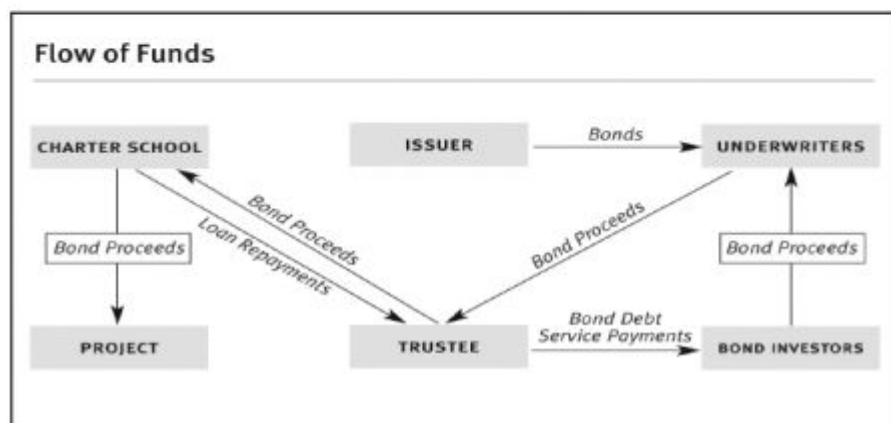 Flow of Funds
CHARTER SCHOOL
ISSUER
Bonds
UNDERWRITERS
Bond Proceeds
Loan Repayments
Bond Proceeds
Bond Proceeds
Bond Proceeds
PROJECT
TRUSTEE
Bond Debt
Service Payments
BOND INVESTORS